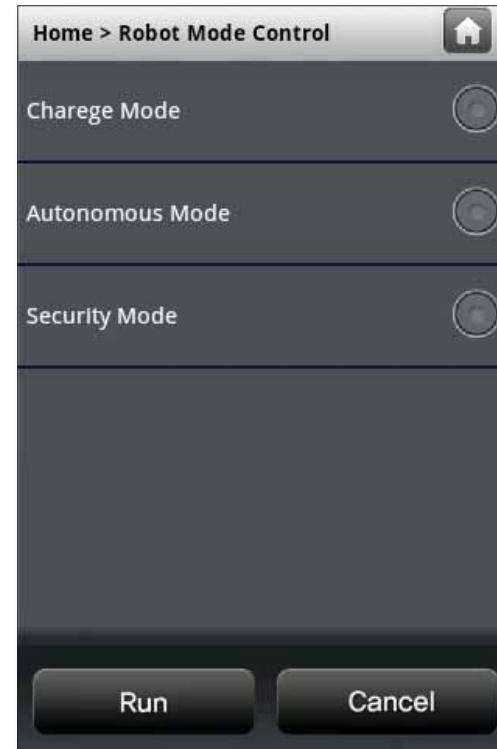 Home > Robot Mode Control
Charege Mode
Autonomous Mode
Security Mode
Run Cancel